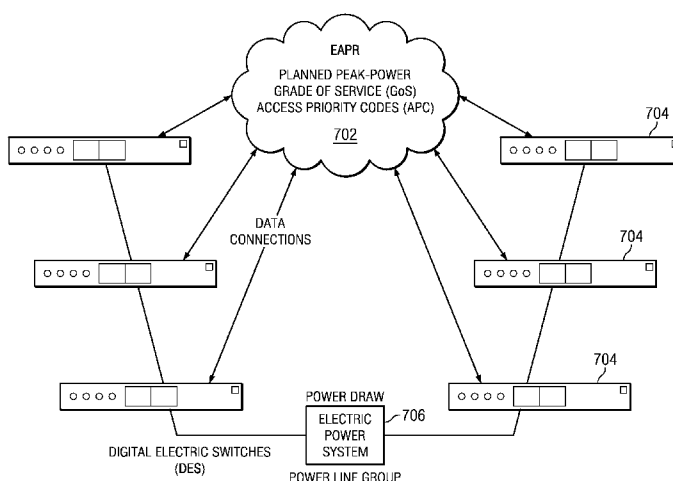 EAPR
PLANNED PEAK-POWER
GRADE OF SERVICE (GoS)
ACCESS PRIORITY CODES (APC)
702
704
DATA
CONNECTIONS
704
704
POWER DRAW
706
ELECTRIC
POWER
SYSTEM
DIGITAL ELECTRIC SWITCHES
(DES)
POWER LINE GROUP